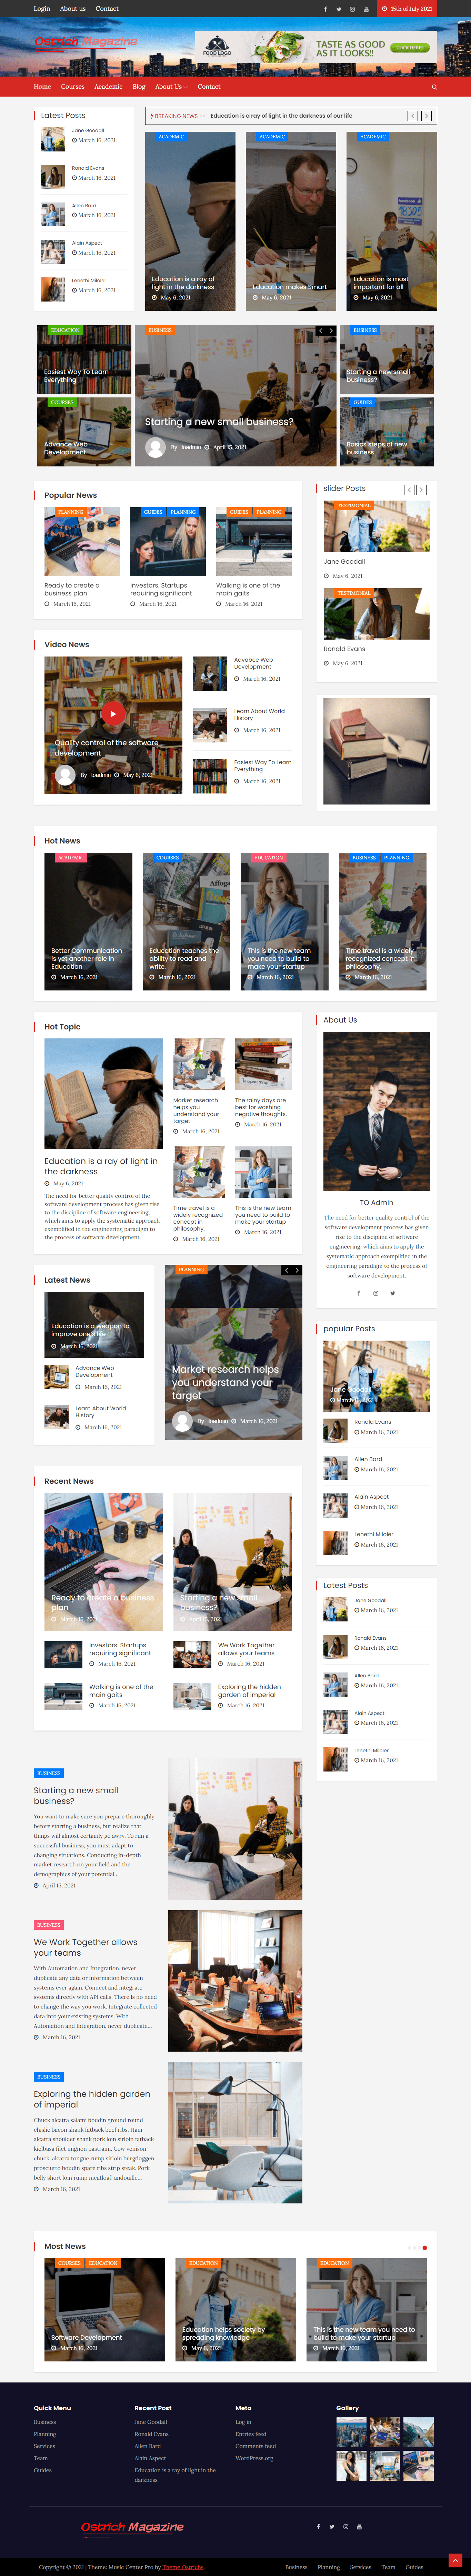 Login About us Contact
15th of July 2021
Ostrich Magazine
FOOD LOGO
TASTE AS GOOD
AS IT LOOKS!!
CLICK HERE!
Home Courses Academic Blog About Us Contact
Latest Posts
Jane Goodall
March 16, 2021
Ronald Evans
March 16, 2021
Allen Bard
March 16, 2021
Alain Aspect
March 16, 2021
Lenethi Miloler
March 16, 2021
BREAKING NEWS >> Education is a ray of light in the darkness of our life
ACADEMIC
Education is a ray of
light in the darkness
May 6, 2021
ACADEMIC
Education makes Smart
May 6, 2021
ACADEMIC
Education is most
important for all
May 6, 2021
EDUCATION
Easiest Way To Learn
Everything
COURSES
Advance Web
Development
BUSINESS
Starting a new small business?
By toadmin April 15, 2021
BUSINESS
Starting a new small
business?
GUIDES
Basics steps of new
business
Popular News
PLANNING
Ready to create a
business plan
March 16, 2021
GUIDES PLANNING
Investors. Startups
requiring significant
March 16, 2021
GUIDES PLANNING
Walking is one of the
main gaits
March 16, 2021
slider Posts
TESTIMONIAL
Jane Goodall
May 6, 2021
TESTIMONIAL
Ronald Evans
May 6, 2021
Video News
Quality control of the software
development
By toadmin May 6, 2021
Advabce Web
Development
March 16, 2021
Learn About World
History
March 16, 2021
Easiest Way To Learn
Everything
March 16, 2021
Hot News
ACADEMIC
Better Communication
is yet another role in
Education
March 16, 2021
COURSES
Education teaches the
ability to read and
write.
March 16, 2021
EDUCATION
This is the new team
you need to build to
make your startup
March 16, 2021
BUSINESS PLANNING
Time travel is a widely
recognized concept in
philosophy.
March 16, 2021
Hot Topic
Education is a ray of light in
the darkness
May 6, 2021
The need for better quality control of the
software development process has given rise
to the discipline of software engineering,
which aims to apply the systematic approach
exemplified in the engineering paradigm to
the process of software development.
Market research
helps you
understand your
target
March 16, 2021
The rainy days are
best for washing
negative thoughts.
March 16, 2021
Time travel is a
widely recognized
concept in
philosophy.
March 16, 2021
This is the new team
you need to build to
make your startup
March 16, 2021
About Us
TO Admin
The need for better quality control of the
software development process has given
rise to the discipline of software
engineering, which aims to apply the
systematic approach exemplified in the
engineering paradigm to the process of
software development.
Latest News
Education is a weapon to
improve one's life
March 16, 2021
Advance Web
Development
March 16, 2021
Learn About World
History
March 16, 2021
PLANNING
Market research helps
you understand your
target
By toadmin March 16, 2021
popular Posts
Jane Goodall
March 16, 2021
Ronald Evans
March 16, 2021
Allen Bard
March 16, 2021
Alain Aspect
March 16, 2021
Lenethi Miloler
March 16, 2021
Recent News
Ready to create a business
plan
March 16, 2021
Starting a new small
business?
April 15, 2021
Investors. Startups
requiring significant
March 16, 2021
We Work Together
allows your teams
March 16, 2021
Walking is one of the
main gaits
March 16, 2021
Exploring the hidden
garden of imperial
March 16, 2021
Latest Posts
Jane Goodall
March 16, 2021
Ronald Evans
March 16, 2021
Allen Bard
March 16, 2021
Alain Aspect
March 16, 2021
Lenethi Miloler
March 16, 2021
BUSINESS
Starting a new small
business?
You want to make sure you prepare thoroughly
before starting a business, but realize that
things will almost certainly go awry. To run a
successful business, you must adapt to
changing situations. Conducting in-depth
market research on your field and the
demographics of your potential...
April 15, 2021
BUSINESS
We Work Together allows
your teams
With Automation and Integration, never
duplicate any data or information between
systems ever again. Connect and integrate
systems directly with API calls. There is no need
to change the way you work. Integrate collected
data into your existing systems. With
Automation and Integration, never duplicate...
March 16, 2021
BUSINESS
Exploring the hidden garden
of imperial
Chuck alcatra salami boudin ground round
chislic bacon shank fatback beef ribs. Ham
alcatra shoulder shank pork loin sirloin fatback
kielbasa filet mignon pastrami. Cow venison
chuck, alcatra tongue rump sirloin burgdoggen
prosciutto boudin spare ribs strip steak. Pork
belly short loin rump meatloaf, andouille...
March 16, 2021
Most News
COURSES EDUCATION
Software Development
March 16, 2021
EDUCATION
Education helps society by
spreading knowledge
May 6, 2021
EDUCATION
This is the new team you need to
build to make your startup
March 16, 2021
Quick Menu
Business
Planning
Services
Team
Guides
Recent Post
Jane Goodall
Ronald Evans
Allen Bard
Alain Aspect
Education is a ray of light in the
darkness
Meta
Log in
Entries feed
Comments feed
WordPress.org
Gallery
Ostrich Magazine
Copyright © 2021 | Theme: Music Center Pro by Theme Ostrichs.
Business Planning Services Team Guides